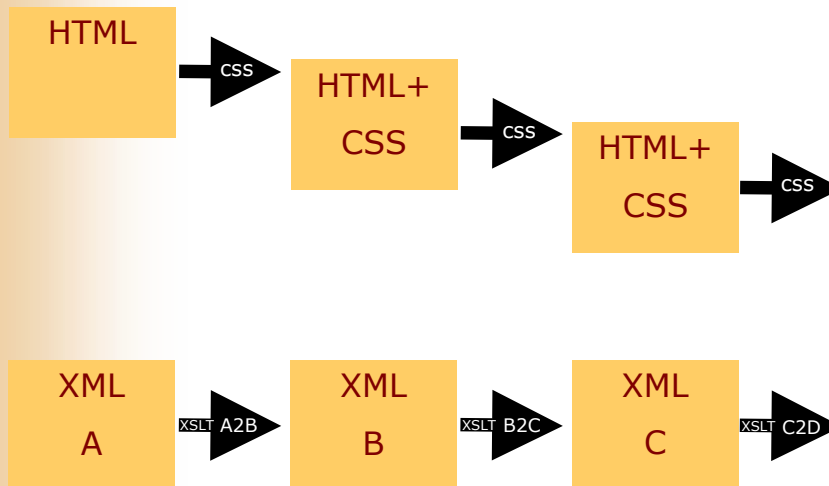 HTML
CSS
HTML+
CSS
CSS
HTML+
CSS
CSS
XML
A
XSLT A2B
XML
B
XSLT B2C
XML
C
XSLT C2D